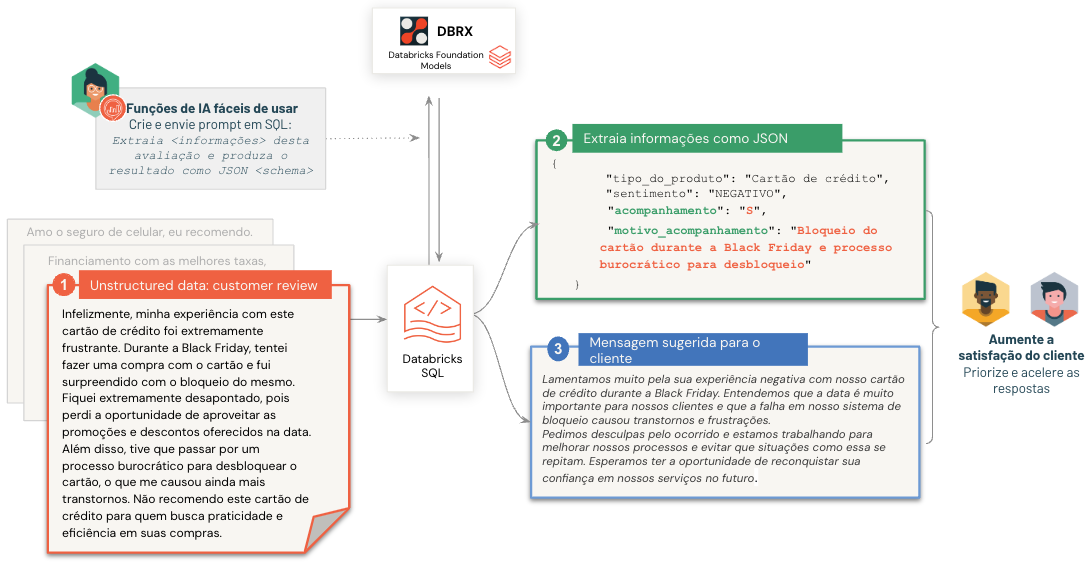 DBRX
Databricks Foundation
Models
Funções de IA fáceis de usar
Crie e envie prompt em SQL:
Extraia <informações> desta
avaliação e produza o
resultado como JSON <schema>
Amo o seguro de celular, eu recomendo.
Financiamento com as melhores taxas,
1
Unstructured data: customer review
Infelizmente, minha experiência com este
cartão de crédito foi extremamente
frustrante. Durante a Black Friday, tentei
fazer uma compra com o cartão e fui
surpreendido com o bloqueio do mesmo.
Fiquei extremamente desapontado, pois
perdi a oportunidade de aproveitar as
promoções e descontos oferecidos na data.
Além disso, tive que passar por um
processo burocrático para desbloquear o
cartão, o que me causou ainda mais
transtornos. Não recomendo este cartão de
crédito para quem busca praticidade e
eficiência em suas compras.
</>
Databricks
SQL
2
Extraia informações como JSON
{
"tipo_do_produto": "Cartão de crédito",
"sentimento": "NEGATIVO",
"acompanhamento": "S",
"motivo_acompanhamento": "Bloqueio do
cartão durante a Black Friday e processo
burocrático para desbloqueio"
}
3
Mensagem sugerida para o
cliente
Lamentamos muito pela sua experiência negativa com nosso cartão
de crédito durante a Black Friday. Entendemos que a data é muito
importante para nossos clientes e que a falha em nosso sistema de
bloqueio causou transtornos e frustrações.
Pedimos desculpas pelo ocorrido e estamos trabalhando para
melhorar nossos processos e evitar que situações como essa se
repitam. Esperamos ter a oportunidade de reconquistar sua
confiança em nossos serviços no futuro.
Aumente a
satisfação do cliente
Priorize e acelere as
respostas